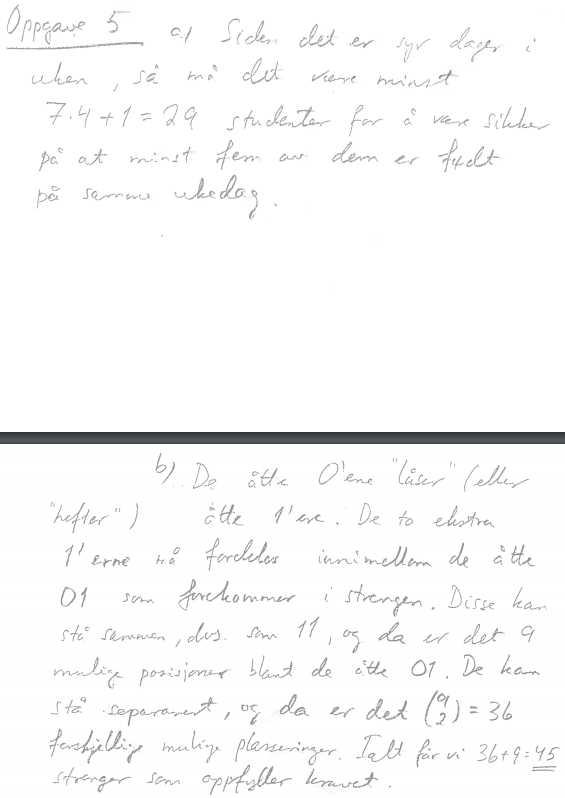 Oppgave 5 a) Siden det er syv dager i
uken, så må det være minst
7·4+1=29 studenter for å være sikker
på at minst fem av dem er født
på samme ukedag.
b) De åtte 0'ene "låser" (eller
"hefter") åtte 1'ere. De to ekstra
1'erne må fordeles innimellom de åtte
01 som forekommer i strengen. Disse kan
stå sammen, dvs. som 11, og da er det 9
mulige posisjoner blant de åtte 01. De kan
stå separert, og da er det (9 2) = 36
forskjellige mulige plasseringer. Ialt får vi 36+9=45
strenger som oppfyller kravet.